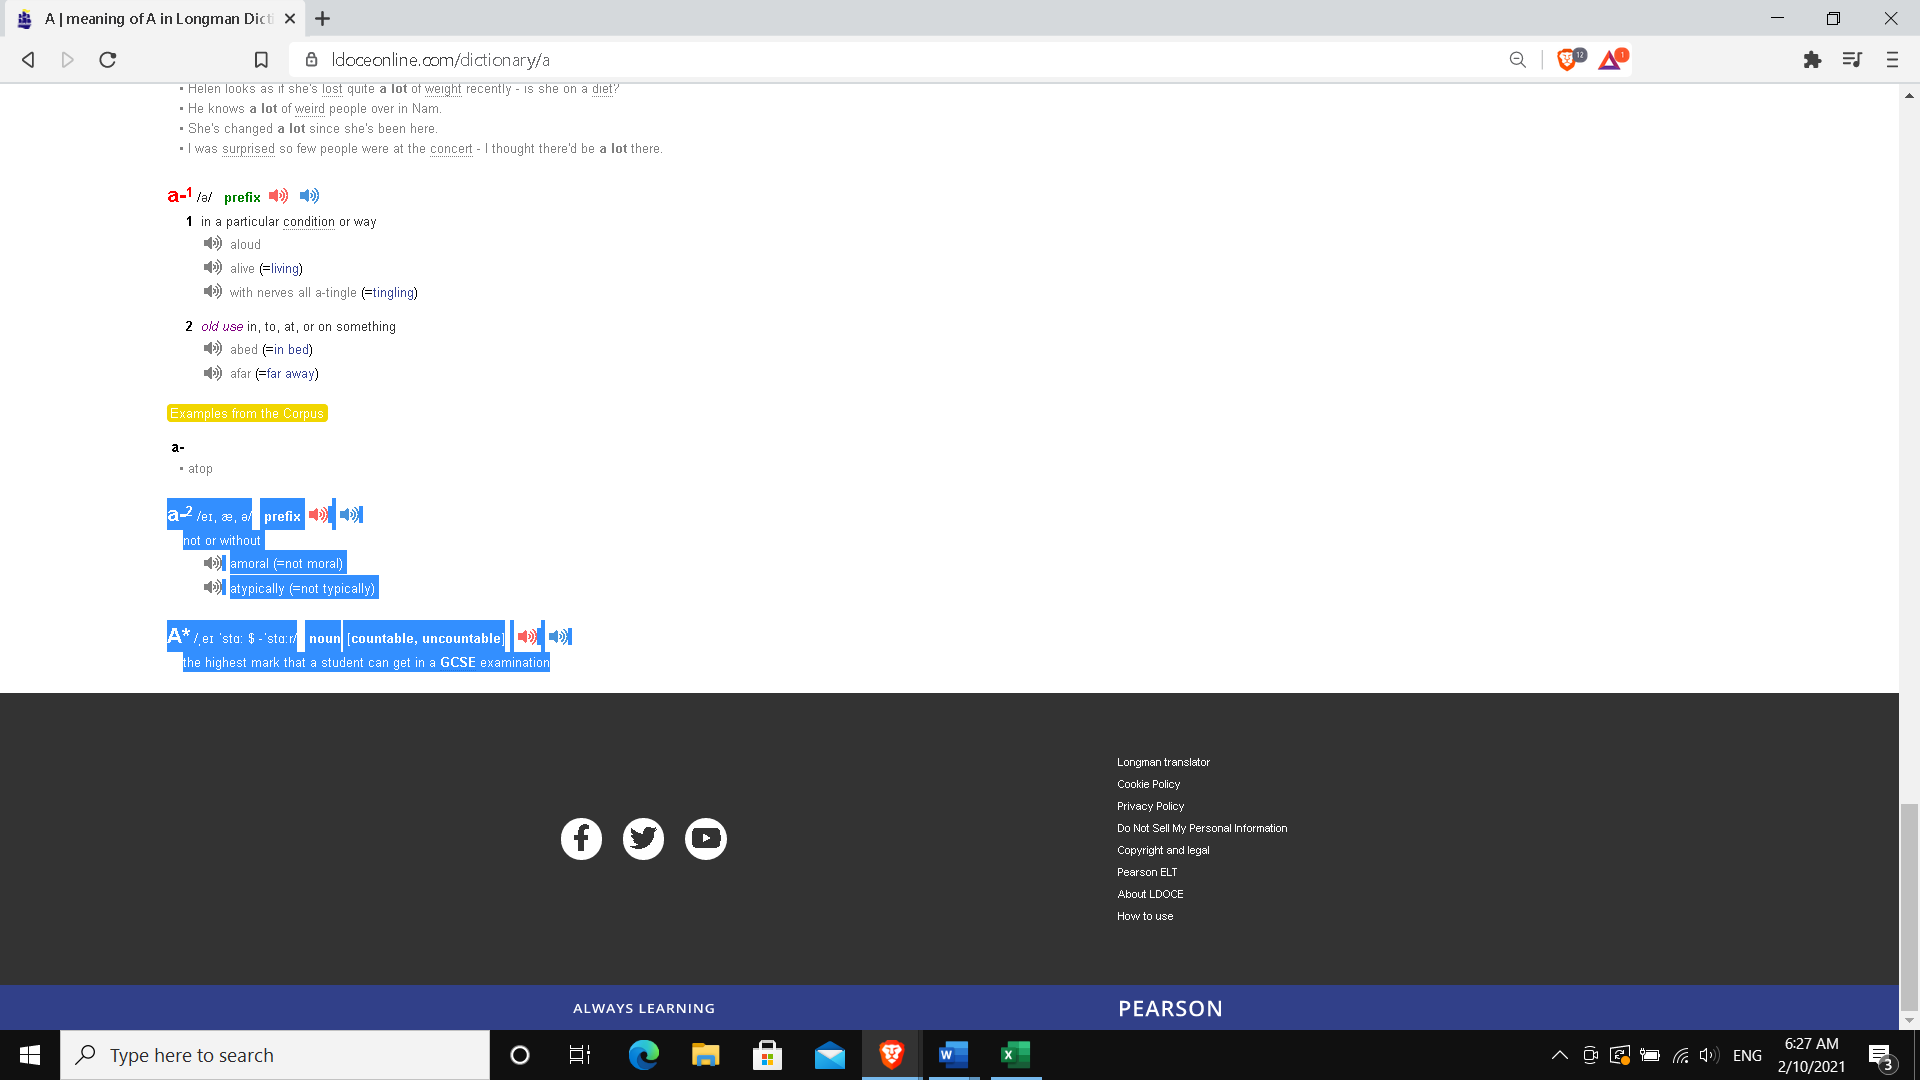 A | meaning of A in Longman Dicti
ldoceonline.com/dictionary/a
12
1
• Helen looks as if she's lost quite a lot of weight recently - is she on a diet?
• He knows a lot of weird people over in Nam.
• She's changed a lot since she's been here.
• I was surprised so few people were at the concert - I thought there'd be a lot there.
a-1 /ə/ prefix
1 in a particular condition or way
aloud
alive (=living)
with nerves all a-tingle (=tingling)
2 old use in, to, at, or on something
abed (=in bed)
afar (=far away)
Examples from the Corpus
a-
• atop
a-2 /eɪ, æ, ə/ prefix
not or without
amoral (=not moral)
atypically (=not typically)
A* /ˌeɪ ˈstɑː $ -ˈstɑːr/ noun [countable, uncountable]
the highest mark that a student can get in a GCSE examination
Longman translator
Cookie Policy
Privacy Policy
Do Not Sell My Personal Information
Copyright and legal
Pearson ELT
About LDOCE
How to use
ALWAYS LEARNING
PEARSON
Type here to search
ENG
6:27 AM
2/10/2021
3